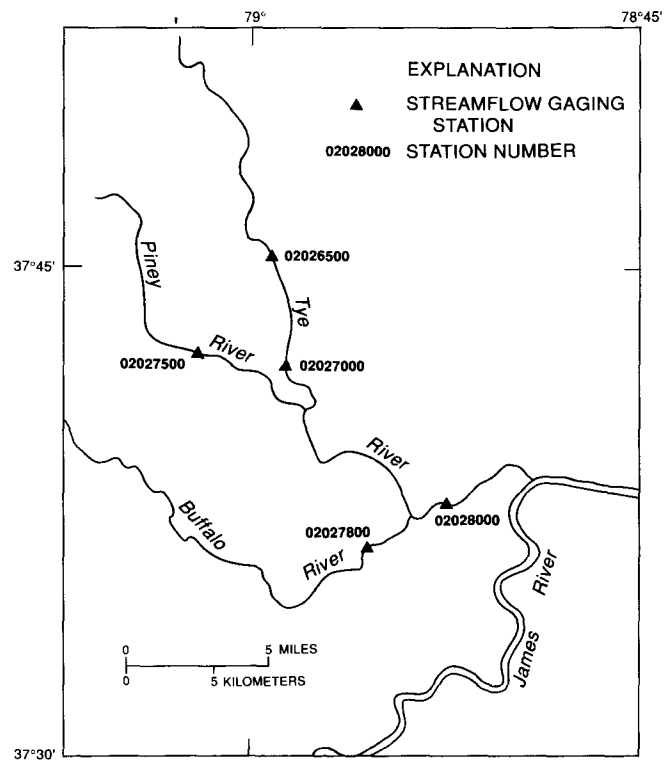 79°
78°45'
EXPLANATION
STREAMFLOW GAGING
STATION
02028000 STATION NUMBER
37°45'
02026500
Piney
Tye
River
02027500
02027000
River
Buffalo
02027800
02028000
River
River
James
0 5 MILES
0 5 KILOMETERS
37°30'